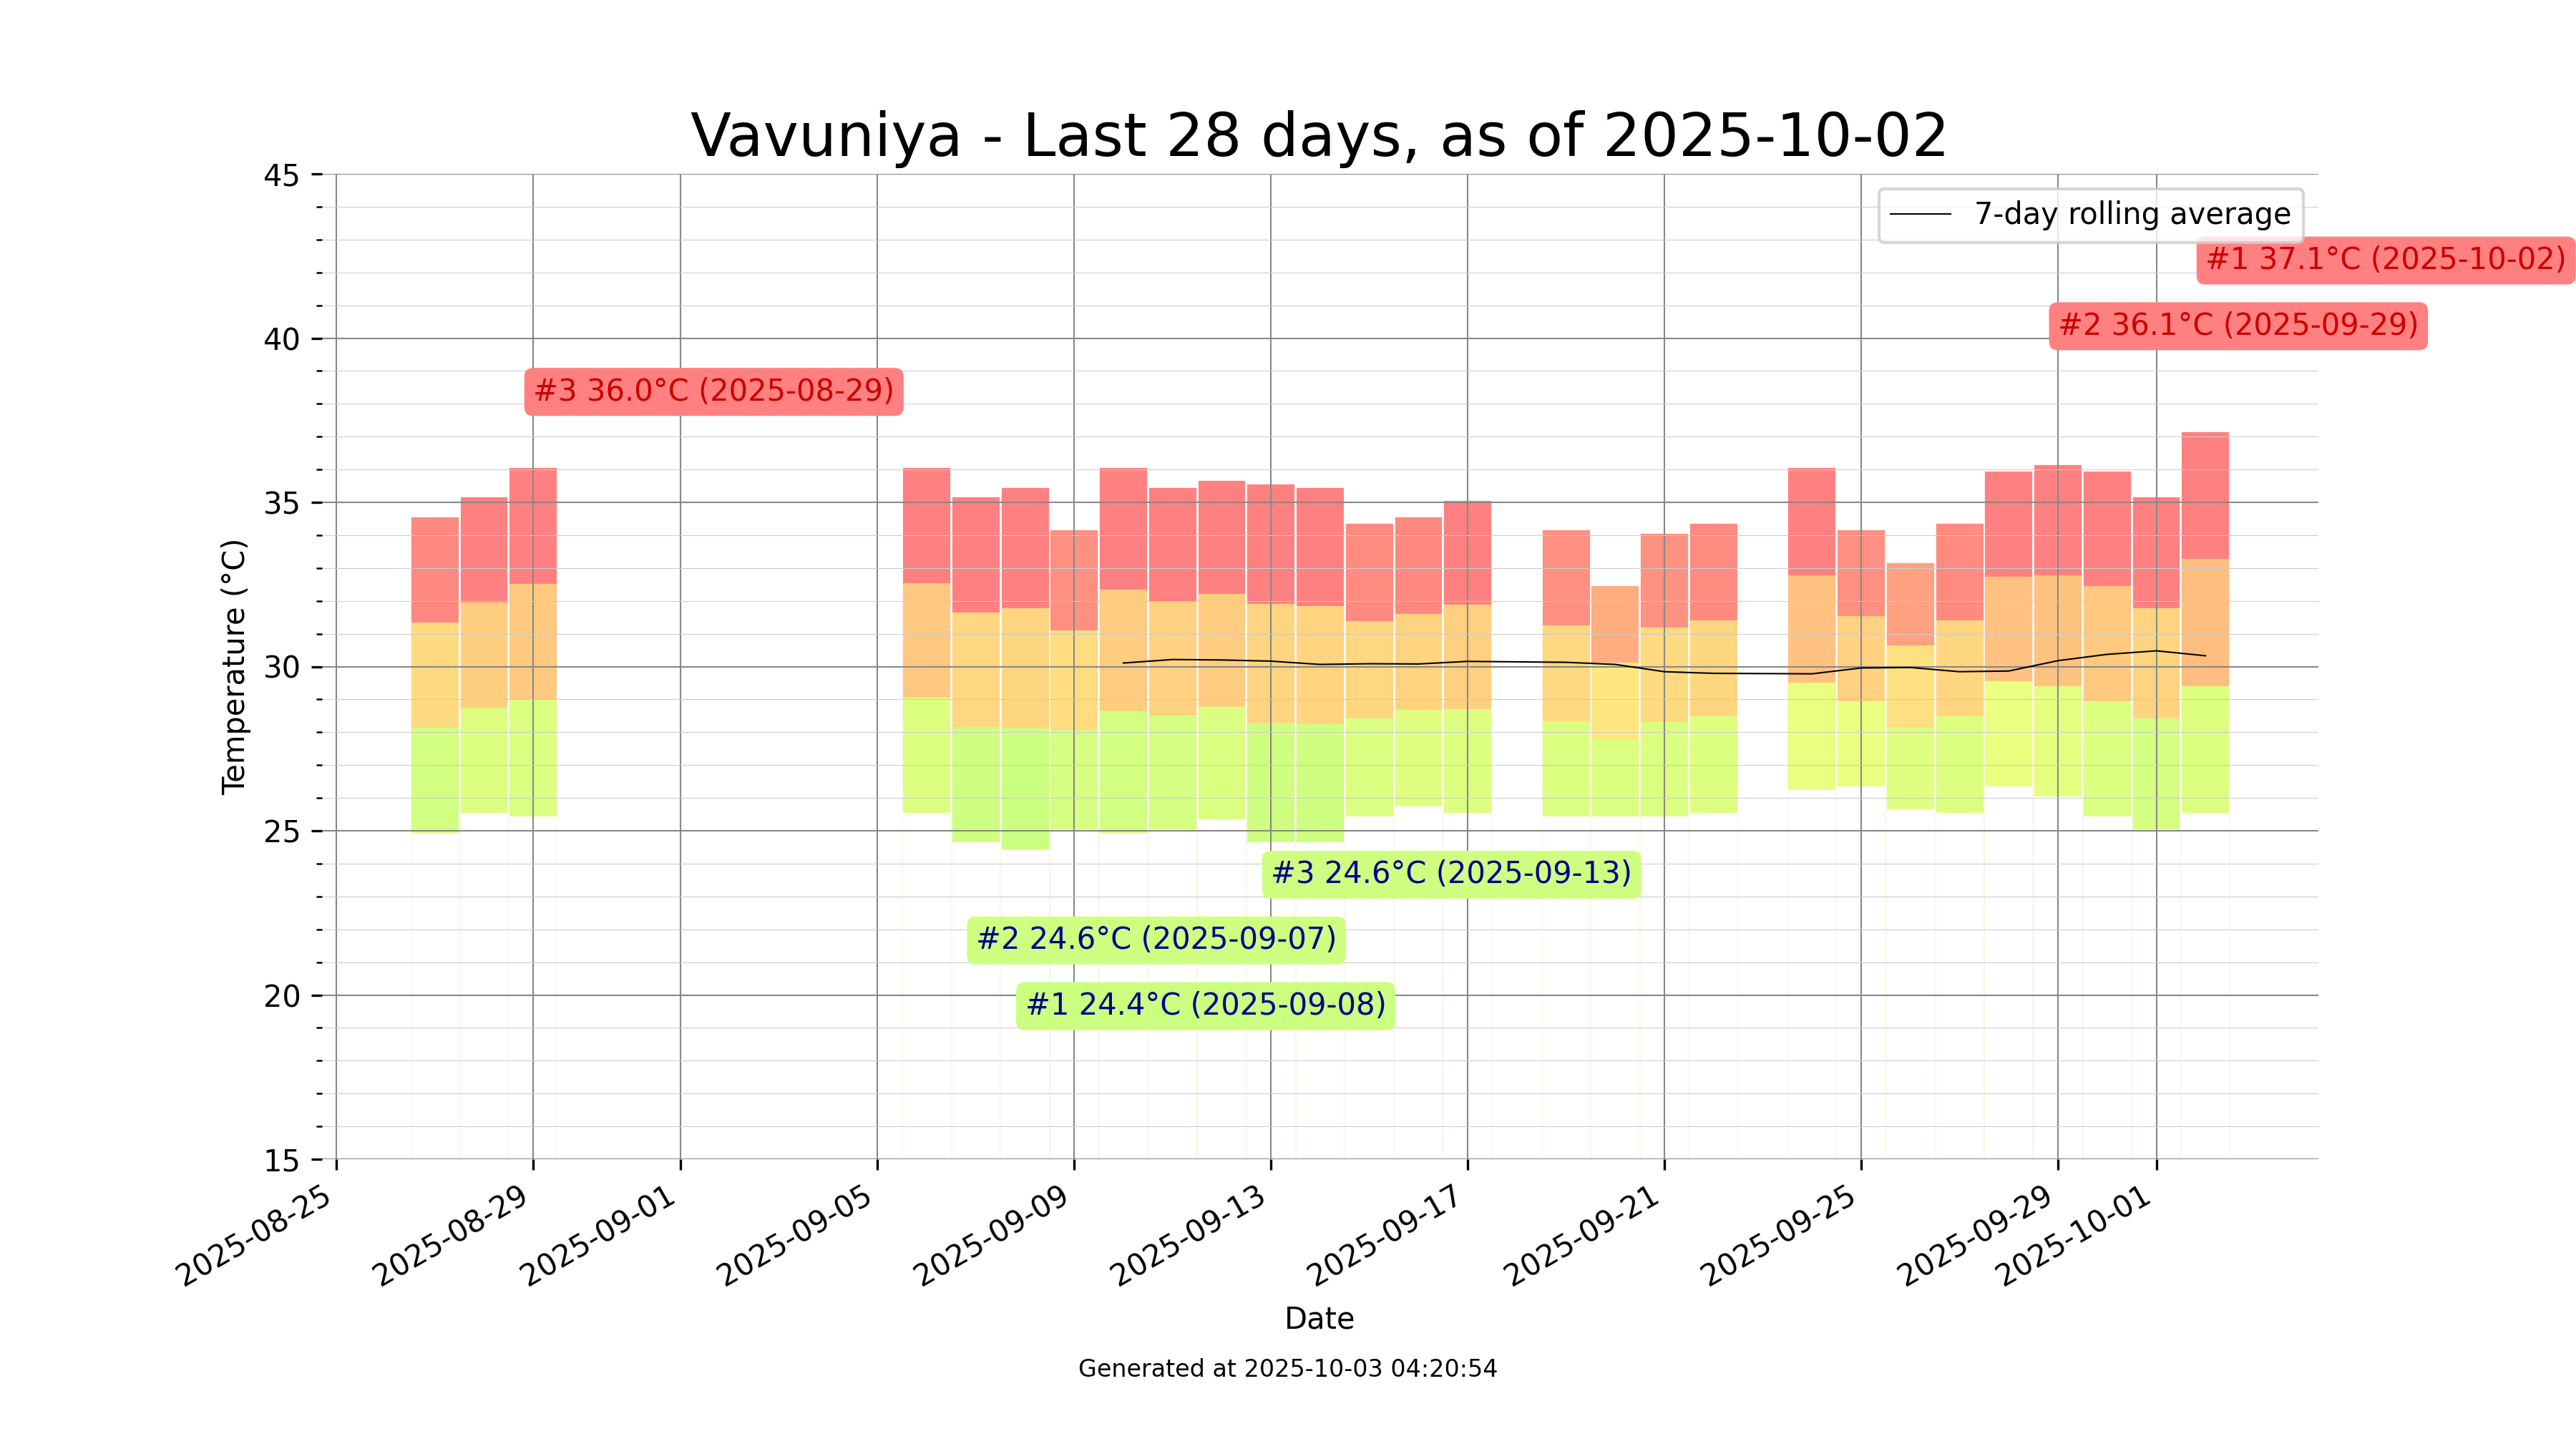 Vavuniya - Last 28 days, as of 2025-10-02
45
40
35
30
25
20
15
Temperature (°C)
7-day rolling average
#1 37.1°C (2025-10-02)
#2 36.1°C (2025-09-29)
#3 36.0°C (2025-08-29)
#3 24.6°C (2025-09-13)
#2 24.6°C (2025-09-07)
#1 24.4°C (2025-09-08)
2025-08-25
2025-08-29
2025-09-01
2025-09-05
2025-09-09
2025-09-13
2025-09-17
2025-09-21
2025-09-25
2025-09-29
2025-10-01
Date
Generated at 2025-10-03 04:20:54